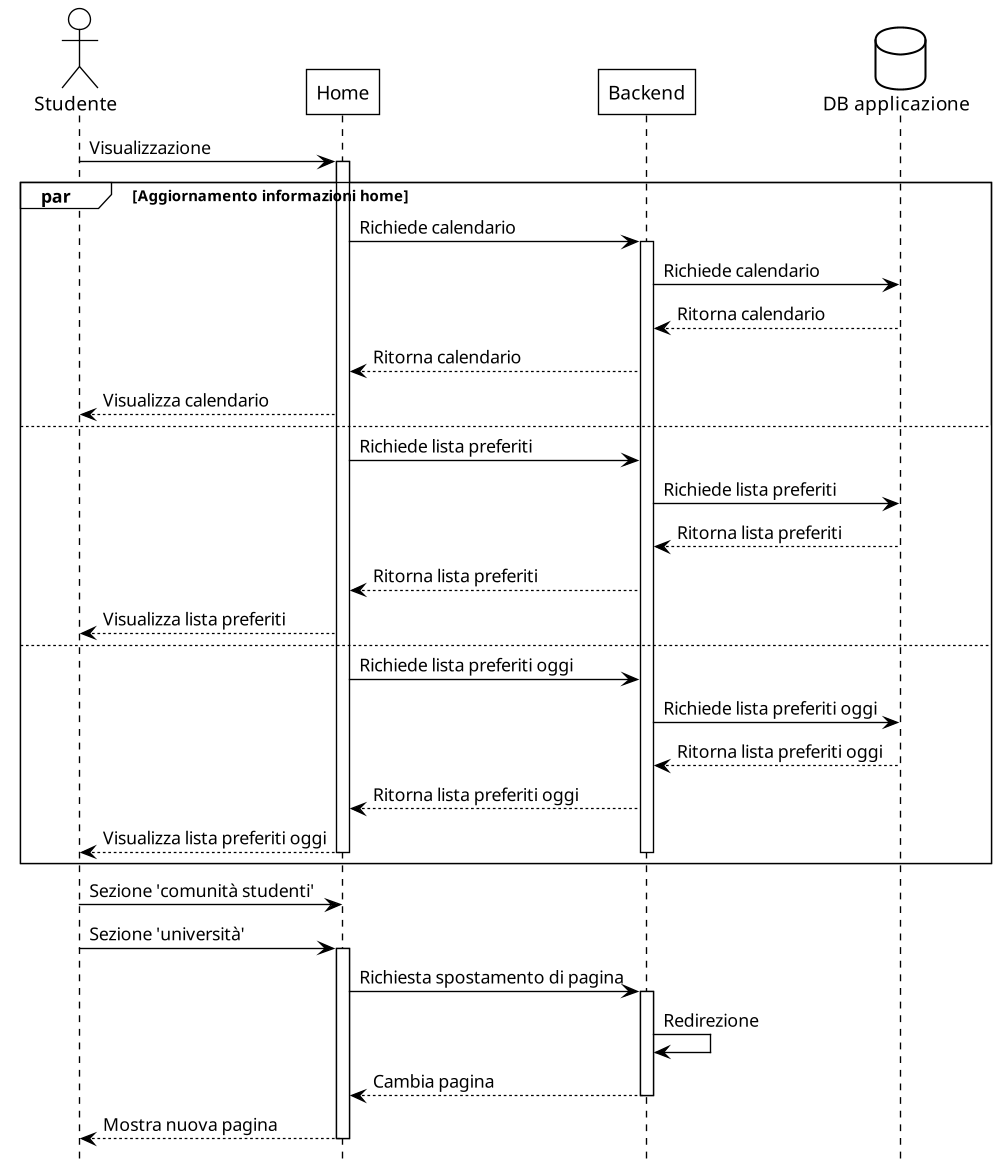 Studente
Home
Backend
DB applicazione
Visualizzazione
par
[Aggiornamento informazioni home]
Richiede calendario
Richiede calendario
Ritorna calendario
Ritorna calendario
Visualizza calendario
Richiede lista preferiti
Richiede lista preferiti
Ritorna lista preferiti
Ritorna lista preferiti
Visualizza lista preferiti
Richiede lista preferiti oggi
Richiede lista preferiti oggi
Ritorna lista preferiti oggi
Ritorna lista preferiti oggi
Visualizza lista preferiti oggi
Sezione 'comunità studenti'
Sezione 'università'
Richiesta spostamento di pagina
Redirezione
Cambia pagina
Mostra nuova pagina